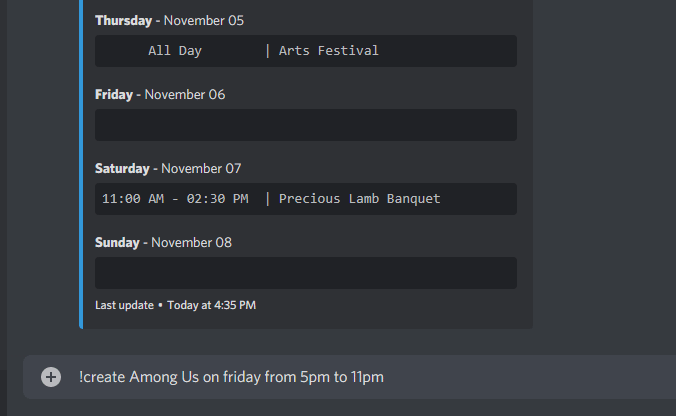 Thursday - November 05
All Day | Arts Festival
Friday - November 06
Saturday - November 07
11:00 AM - 02:30 PM | Precious Lamb Banquet
Sunday - November 08
Last update • Today at 4:35 PM
!create Among Us on friday from 5pm to 11pm